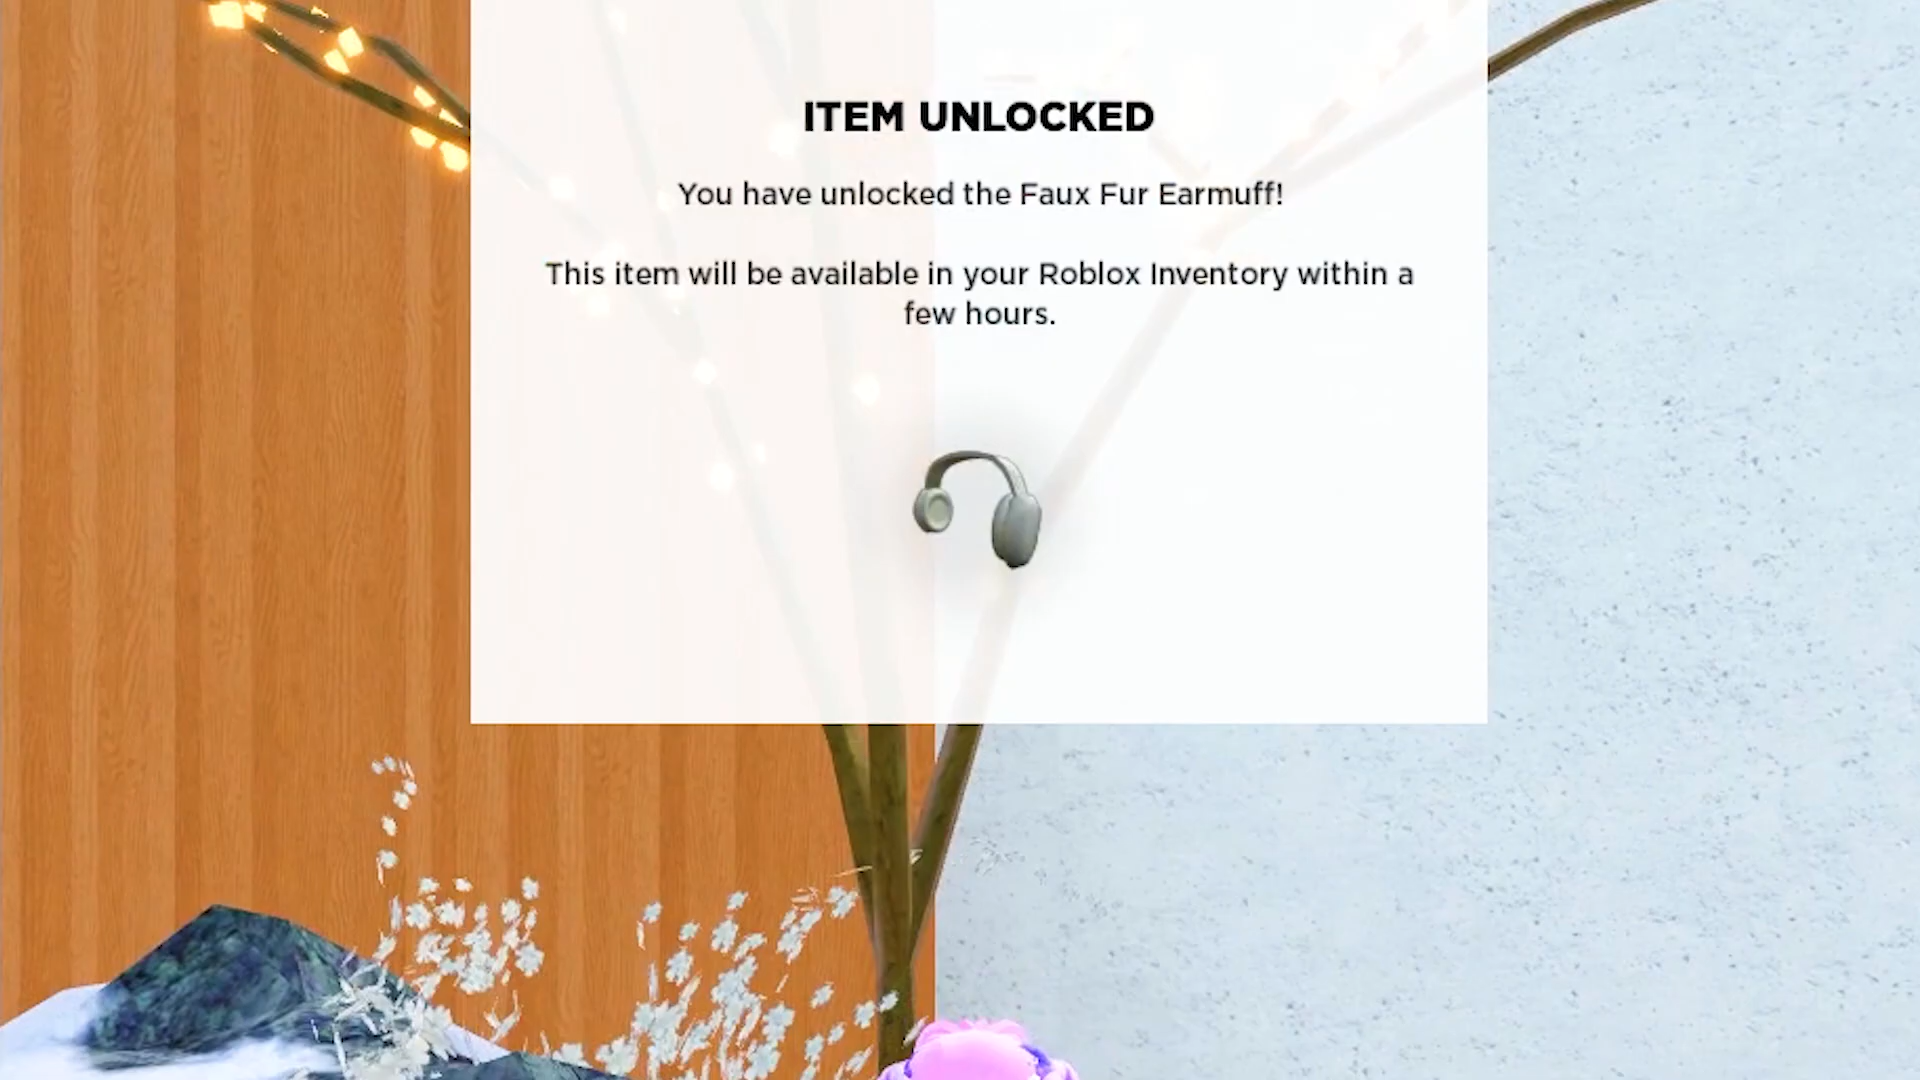 ITEM UNLOCKED
You have unlocked the Faux Fur Earmuff!
This item will be available in your Roblox Inventory within a
few hours.